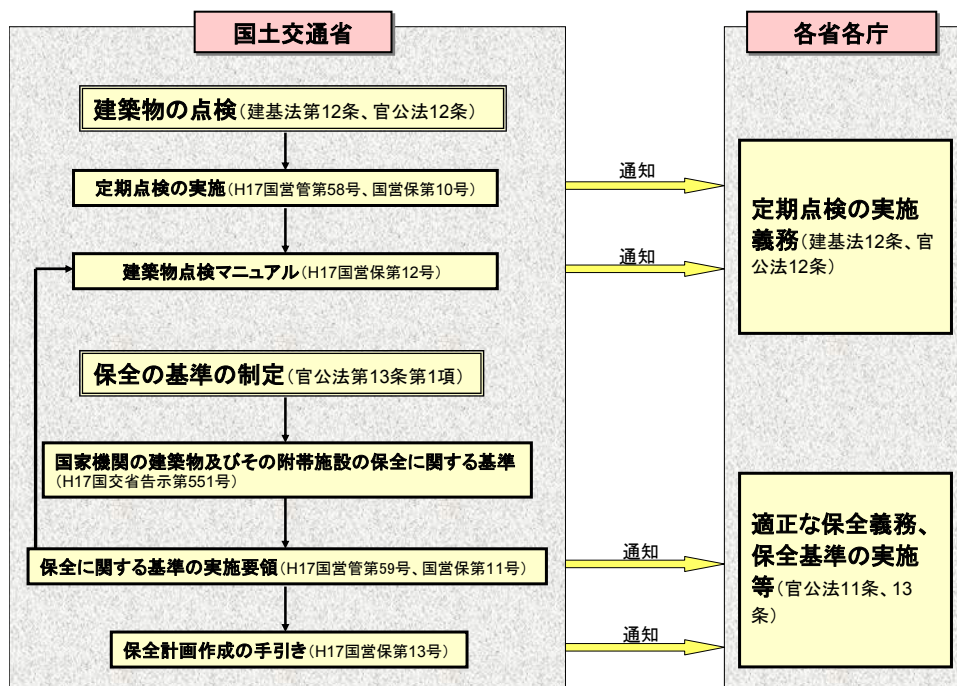 国土交通省
建築物の点検(建基法第12条、官公法12条)
定期点検の実施(H17国営管第58号、国営保第10号)
建築物点検マニュアル(H17国営保第12号)
保全の基準の制定(官公法第13条第1項)
国家機関の建築物及びその附帯施設の保全に関する基準
(H17国交省告示第551号)
保全に関する基準の実施要領(H17国営管第59号、国営保第11号)
保全計画作成の手引き(H17国営保第13号)
通知
通知
通知
通知
各省各庁
定期点検の実施
義務(建基法12条、官
公法12条)
適正な保全義務、
保全基準の実施
等(官公法11条、13
条)